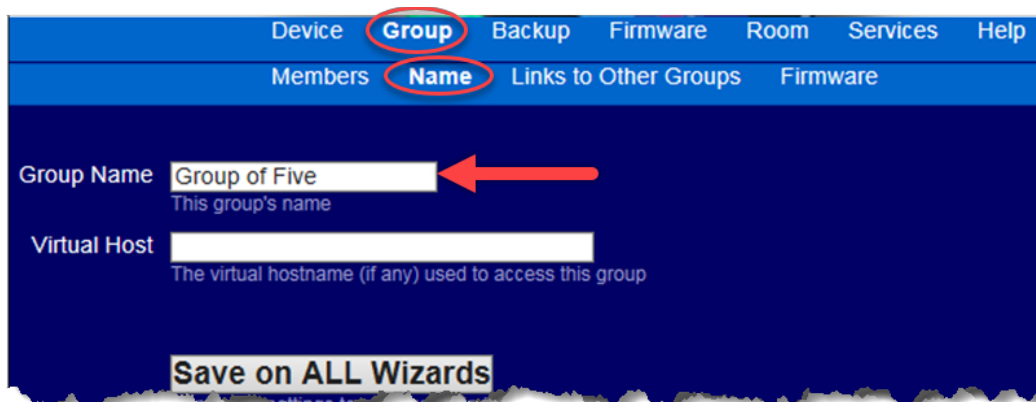 Device Group Backup Firmware Room Services Help
Members Name Links to Other Groups Firmware
Group Name Group of Five
This group's name
Virtual Host
The virtual hostname (if any) used to access this group
Save on ALL Wizards